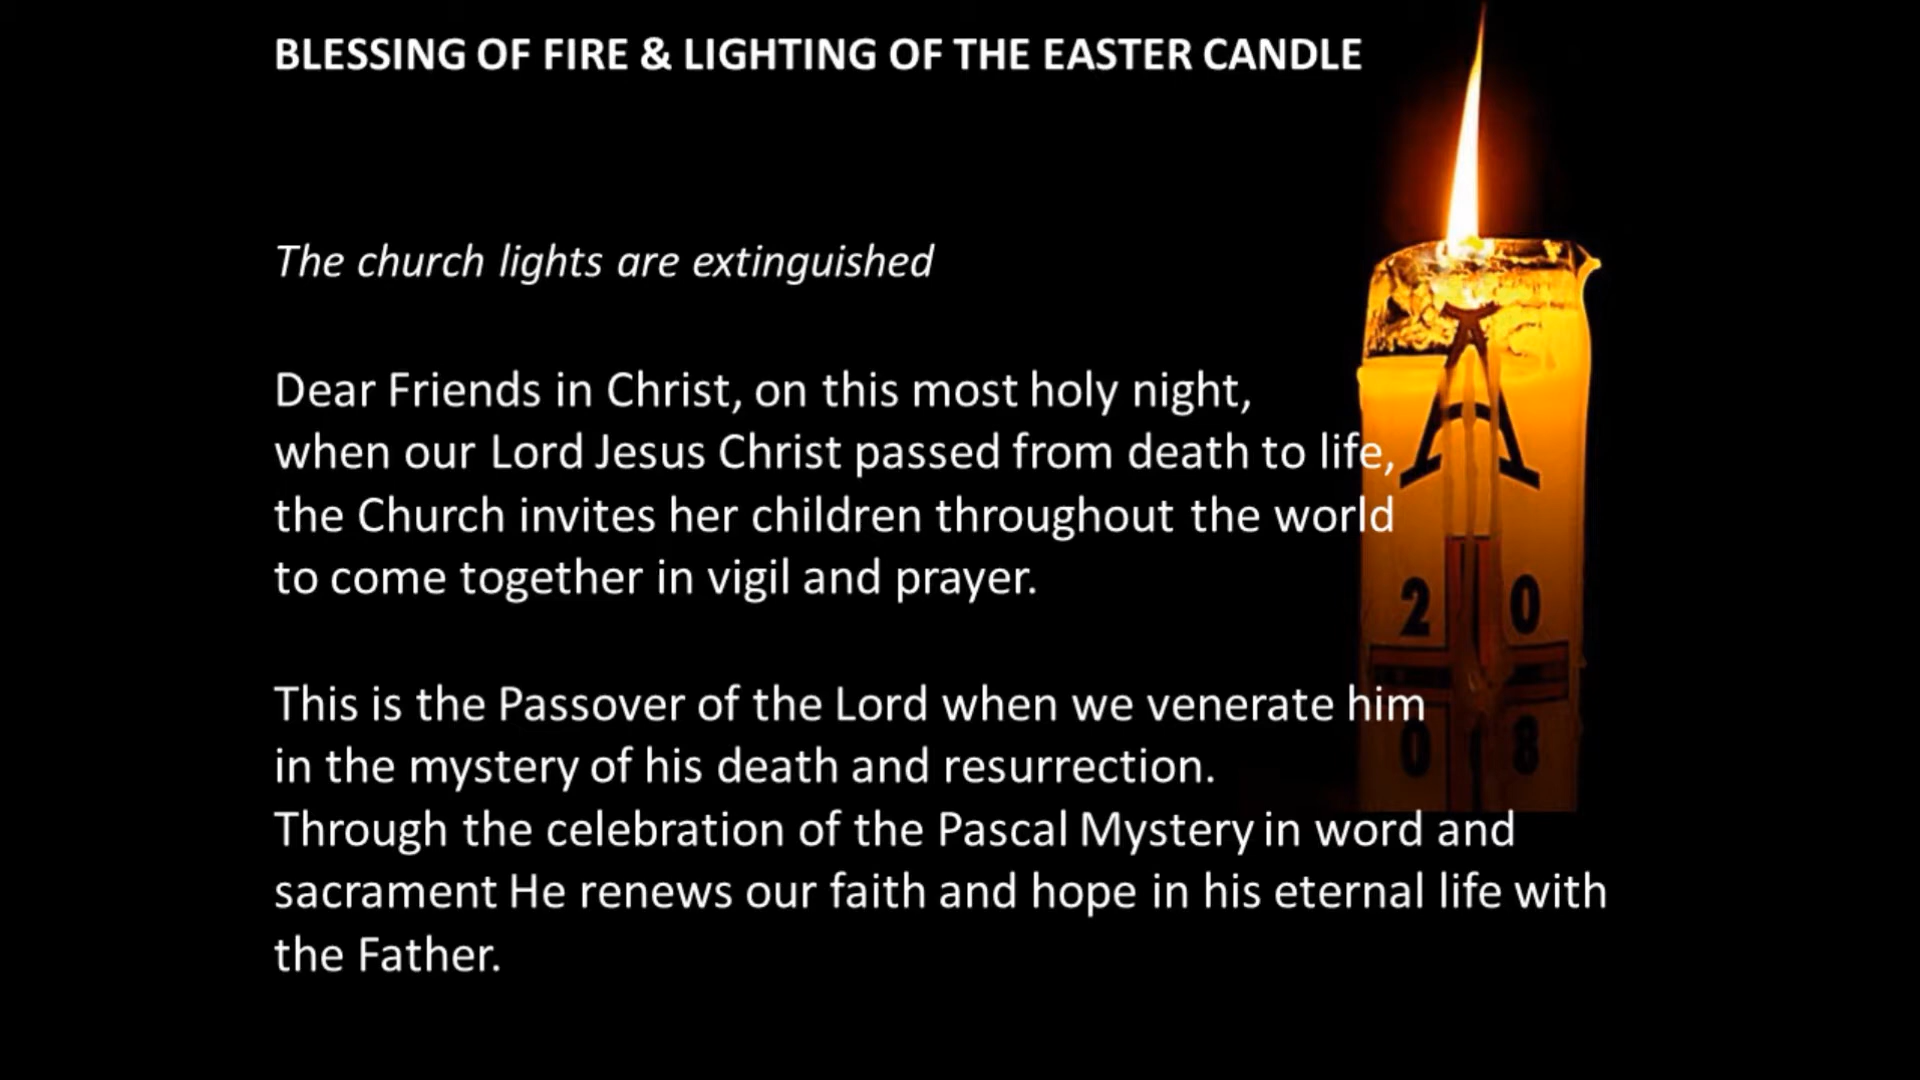 BLESSING OF FIRE & LIGHTING OF THE EASTER CANDLE
The church lights are extinguished
Dear Friends in Christ, on this most holy night,
when our Lord Jesus Christ passed from death to life,
the Church invites her children throughout the world
to come together in vigil and prayer.
This is the Passover of the Lord when we venerate him
in the mystery of his death and resurrection.
Through the celebration of the Pascal Mystery in word and
sacrament He renews our faith and hope in his eternal life with
the Father.
A
2 0
0 8